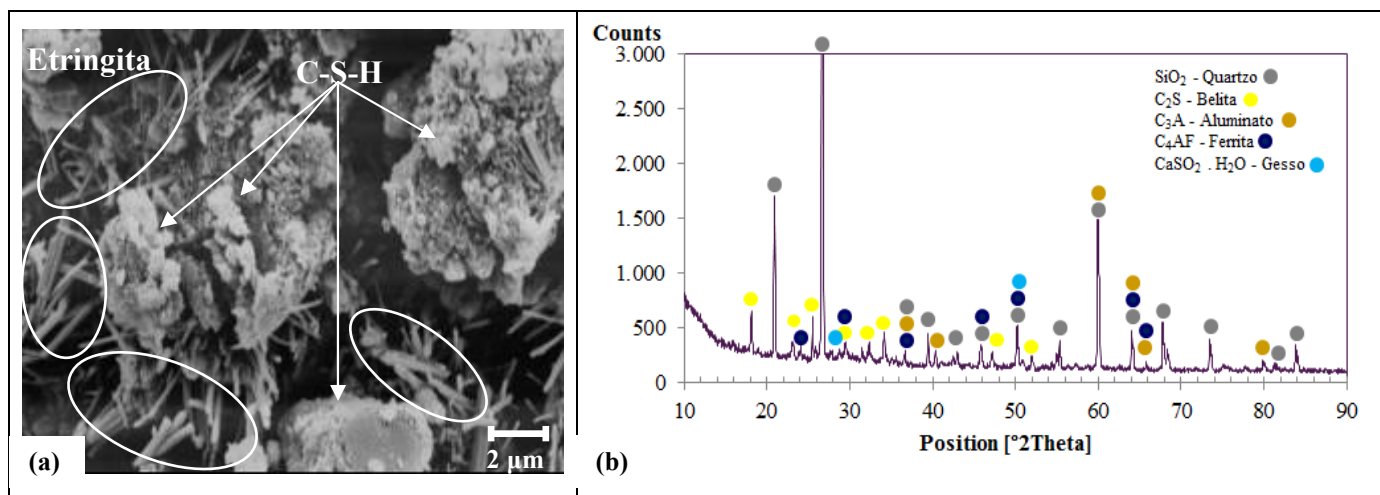 Etringita
C-S-H
2 µm
(a)
Counts
3.000
2.500
2.000
1.500
1.000
500
0
10 20 30 40 50 60 70 80 90
Position [°2Theta]
SiO₂ - Quartzo
C₂S - Belita
C₃A - Aluminato
C₄AF - Ferrita
CaSO₂ . H₂O - Gesso
(b)